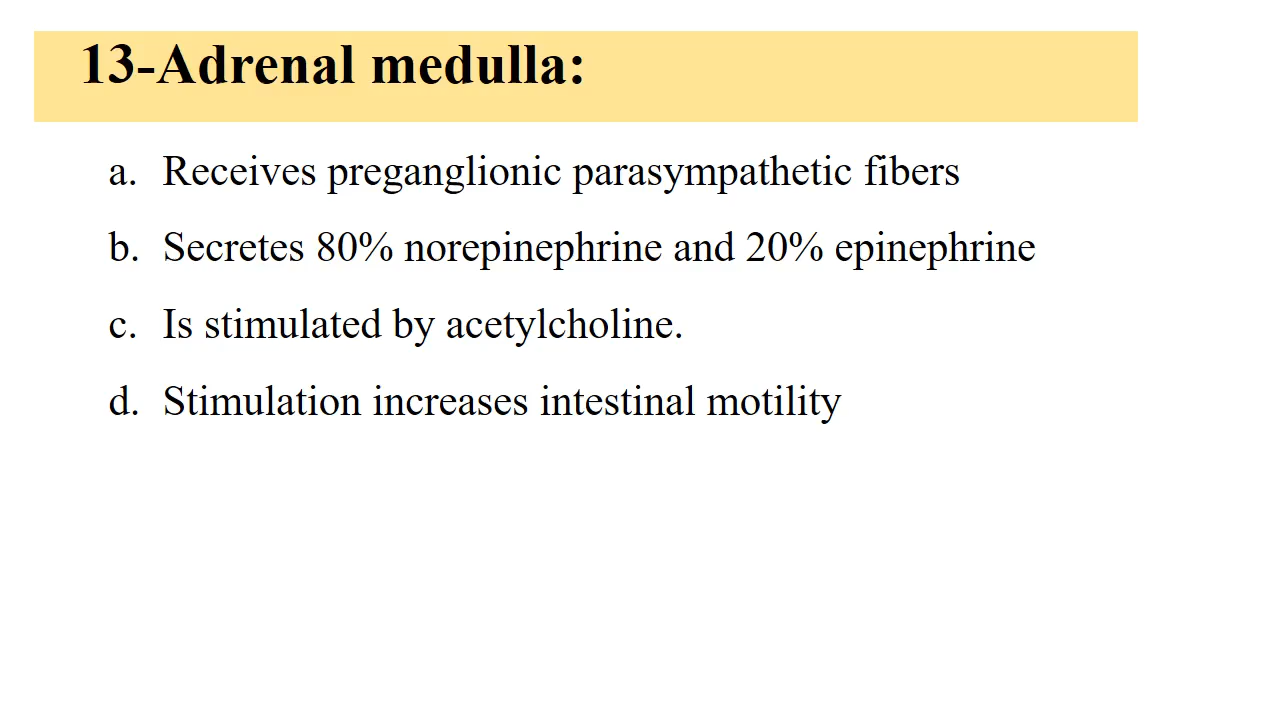 13-Adrenal medulla:
a. Receives preganglionic parasympathetic fibers
b. Secretes 80% norepinephrine and 20% epinephrine
c. Is stimulated by acetylcholine.
d. Stimulation increases intestinal motility